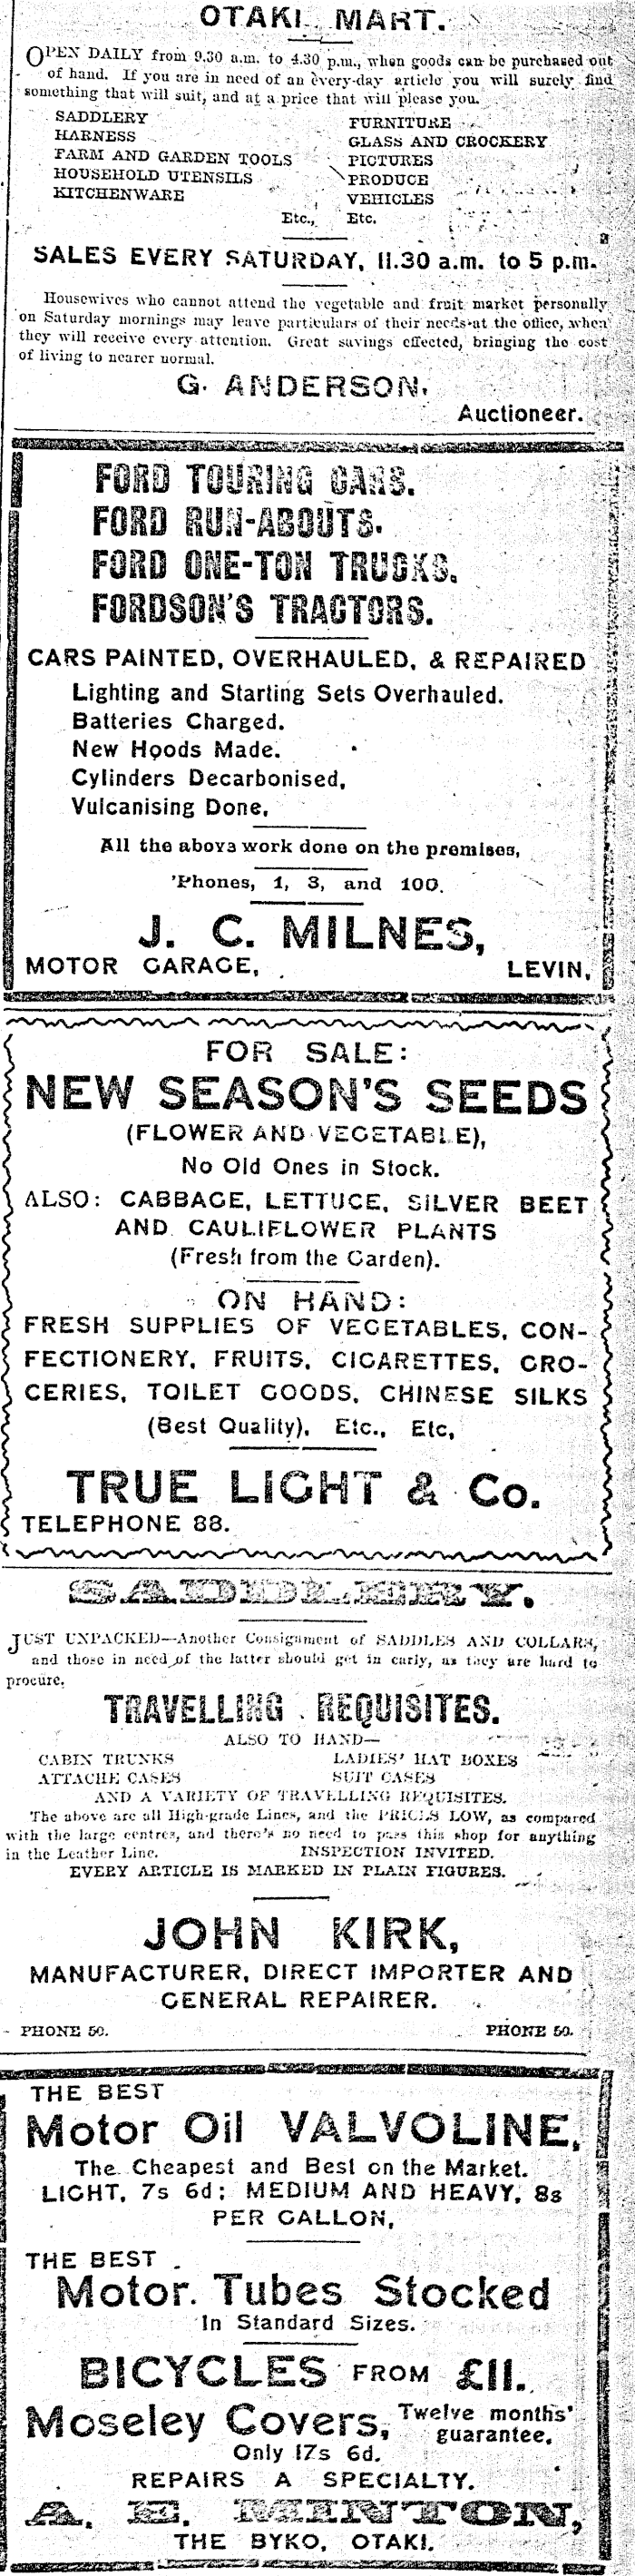 OTAKI MART.
OPEN DAILY from 9.30 a.m. to 4.30 p.m., when goods can be purchased out
of hand. If you are in need of an every-day article you will surely find
something that will suit, and at a price that will please you.
SADDLERY FURNITURE
HARNESS GLASS AND CROCKERY
FARM AND GARDEN TOOLS PICTURES
HOUSEHOLD UTENSILS PRODUCE
KITCHENWARE VEHICLES
Etc., Etc.
SALES EVERY SATURDAY, 11.30 a.m. to 5 p.m.
Housewives who cannot attend the vegetable and fruit market personally
on Saturday mornings may leave particulars of their needs at the office, when
they will receive every attention. Great savings effected, bringing the cost
of living to nearer normal.
G. ANDERSON,
Auctioneer.
FORD TOURING CARS.
FORD RUN-ABOUTS.
FORD ONE-TON TRUCKS.
FORDSON'S TRACTORS.
CARS PAINTED, OVERHAULED, & REPAIRED
Lighting and Starting Sets Overhauled.
Batteries Charged.
New Hoods Made.
Cylinders Decarbonised,
Vulcanising Done,
All the above work done on the premises,
'Phones, 1, 3, and 100.
J. C. MILNES,
MOTOR GARAGE, LEVIN,
FOR SALE:
NEW SEASON'S SEEDS
(FLOWER AND VEGETABLE),
No Old Ones in Stock.
ALSO: CABBAGE, LETTUCE, SILVER BEET
AND CAULIFLOWER PLANTS
(Fresh from the Garden).
ON HAND:
FRESH SUPPLIES OF VEGETABLES, CON-
FECTIONERY, FRUITS, CIGARETTES, GRO-
CERIES, TOILET GOODS, CHINESE SILKS
(Best Quality), Etc., Etc,
TRUE LIGHT & Co.
TELEPHONE 88.
SADDLERY.
JUST UNPACKED—Another Consignment of SADDLES AND COLLARS,
and those in need of the latter should get in early, as they are hard to
procure.
TRAVELLING REQUISITES.
ALSO TO HAND—
CABIN TRUNKS LADIES' HAT BOXES
ATTACHE CASES SUIT CASES
AND A VARIETY OF TRAVELLING REQUISITES.
The above are all High-grade Lines, and the PRICES LOW, as compared
with the large centres, and there's no need to pass this shop for anything
in the Leather Line. INSPECTION INVITED.
EVERY ARTICLE IS MARKED IN PLAIN FIGURES.
JOHN KIRK,
MANUFACTURER, DIRECT IMPORTER AND
GENERAL REPAIRER.
PHONE 50. PHONE 50.
THE BEST
Motor Oil VALVOLINE,
The Cheapest and Best on the Market.
LIGHT, 7s 6d; MEDIUM AND HEAVY, 8s
PER GALLON,
THE BEST
Motor Tubes Stocked
In Standard Sizes.
BICYCLES FROM £11.
Moseley Covers, Twelve months' guarantee.
Only 17s 6d.
REPAIRS A SPECIALTY.
A. E. MINTON,
THE BYKO, OTAKI.